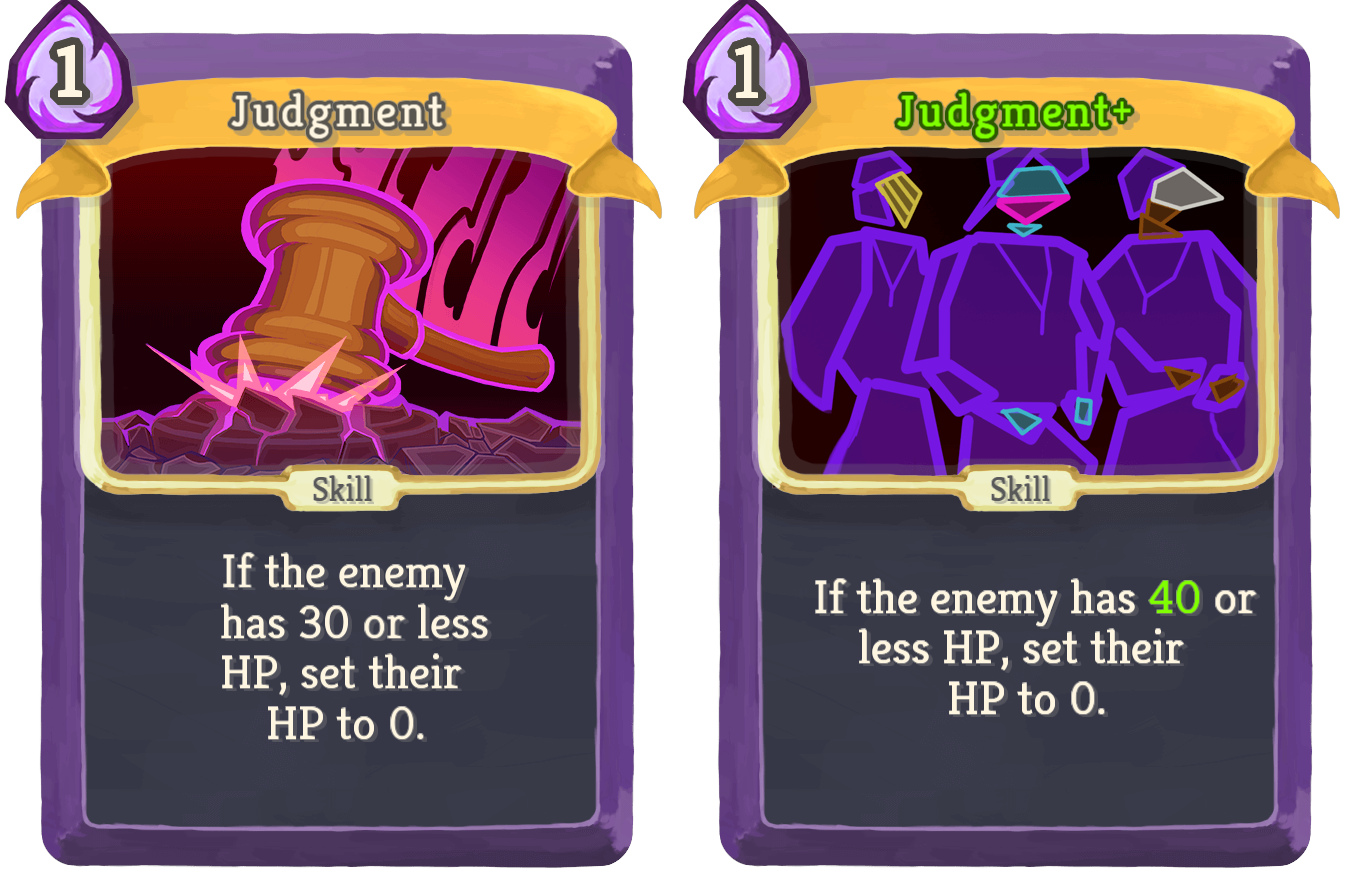 1
Judgment
Skill
If the enemy
has 30 or less
HP, set their
HP to 0.
1
Judgment+
Skill
If the enemy has 40 or
less HP, set their
HP to 0.